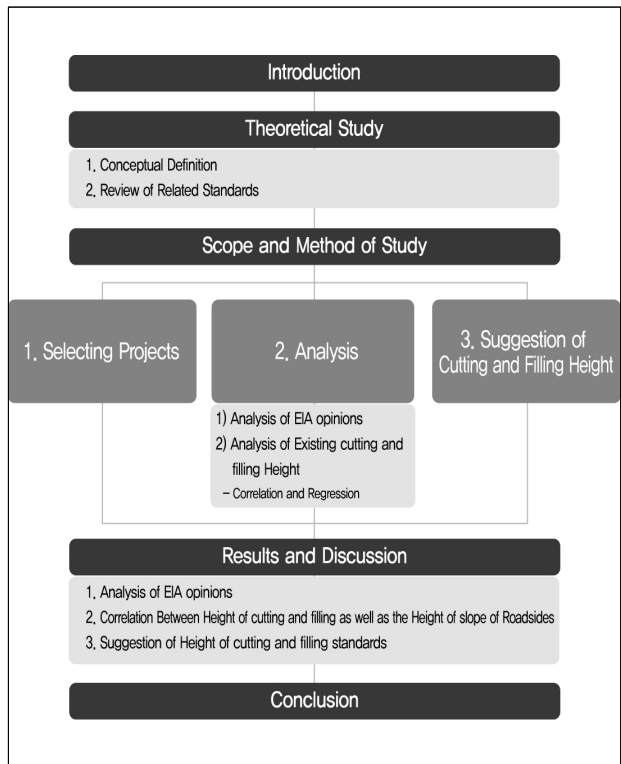 Introduction
Theoretical Study
1. Conceptual Definition
2. Review of Related Standards
Scope and Method of Study
1. Selecting Projects
2. Analysis
1) Analysis of EIA opinions
2) Analysis of Existing cutting and
filling Height
- Correlation and Regression
3. Suggestion of
Cutting and Filling Height
Results and Discussion
1. Analysis of EIA opinions
2. Correlation Between Height of cutting and filling as well as the Height of slope of Roadsides
3. Suggestion of Height of cutting and filling standards
Conclusion